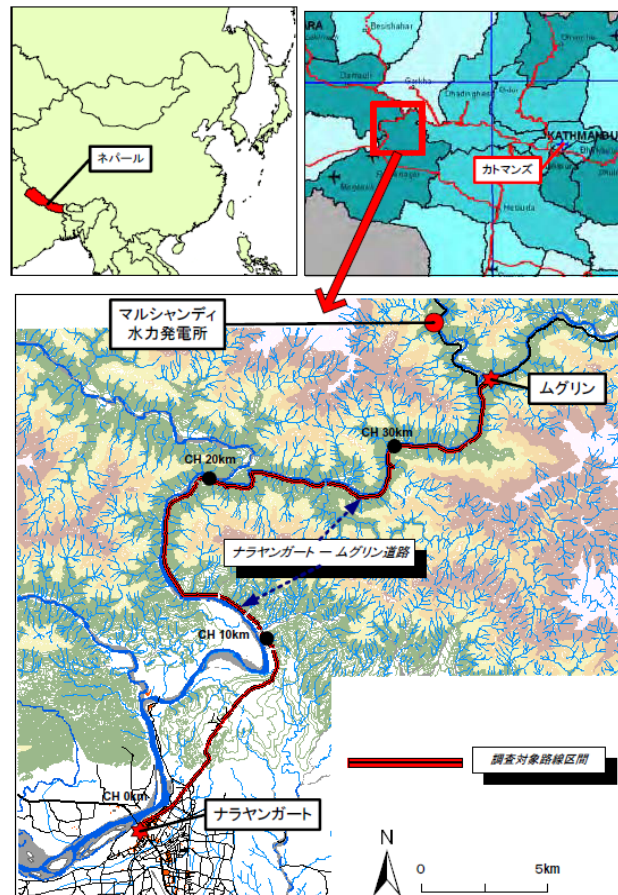 ネパール
ARA
Besishahar
Damauli
Gorkha
Dhadingbesi
KATHMANDU
カトマンズ
Hetauda
マルシャンディ
水力発電所
ムグリン
CH 30km
CH 20km
ナラヤンガート ー ムグリン道路
CH 10km
調査対象路線区間
CH 0km
ナラヤンガート
N
0
5km